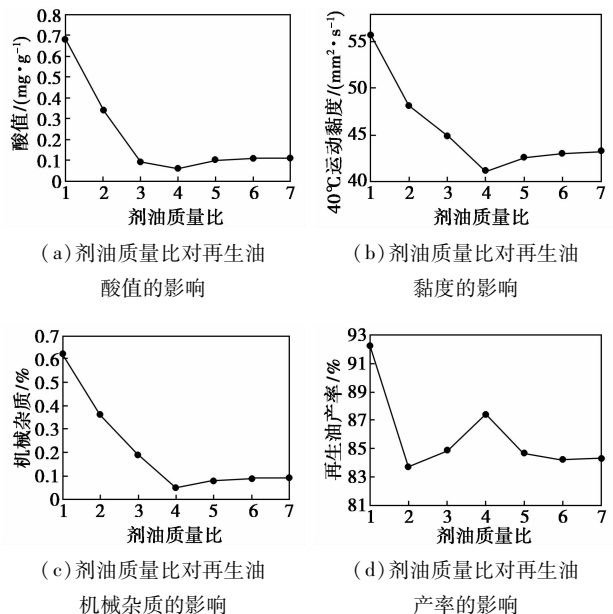 0.8
0.7
0.6
0.5
0.4
0.3
0.2
0.1
0
酸值/(mg·g⁻¹)
1 2 3 4 5 6 7
剂油质量比
(a)剂油质量比对再生油
酸值的影响
55
50
45
40
40℃运动黏度/(mm²·s⁻¹)
1 2 3 4 5 6 7
剂油质量比
(b)剂油质量比对再生油
黏度的影响
0.7
0.6
0.5
0.4
0.3
0.2
0.1
0
机械杂质/%
1 2 3 4 5 6 7
剂油质量比
(c)剂油质量比对再生油
机械杂质的影响
93
91
89
87
85
83
81
再生油产率/%
1 2 3 4 5 6 7
剂油质量比
(d)剂油质量比对再生油
产率的影响